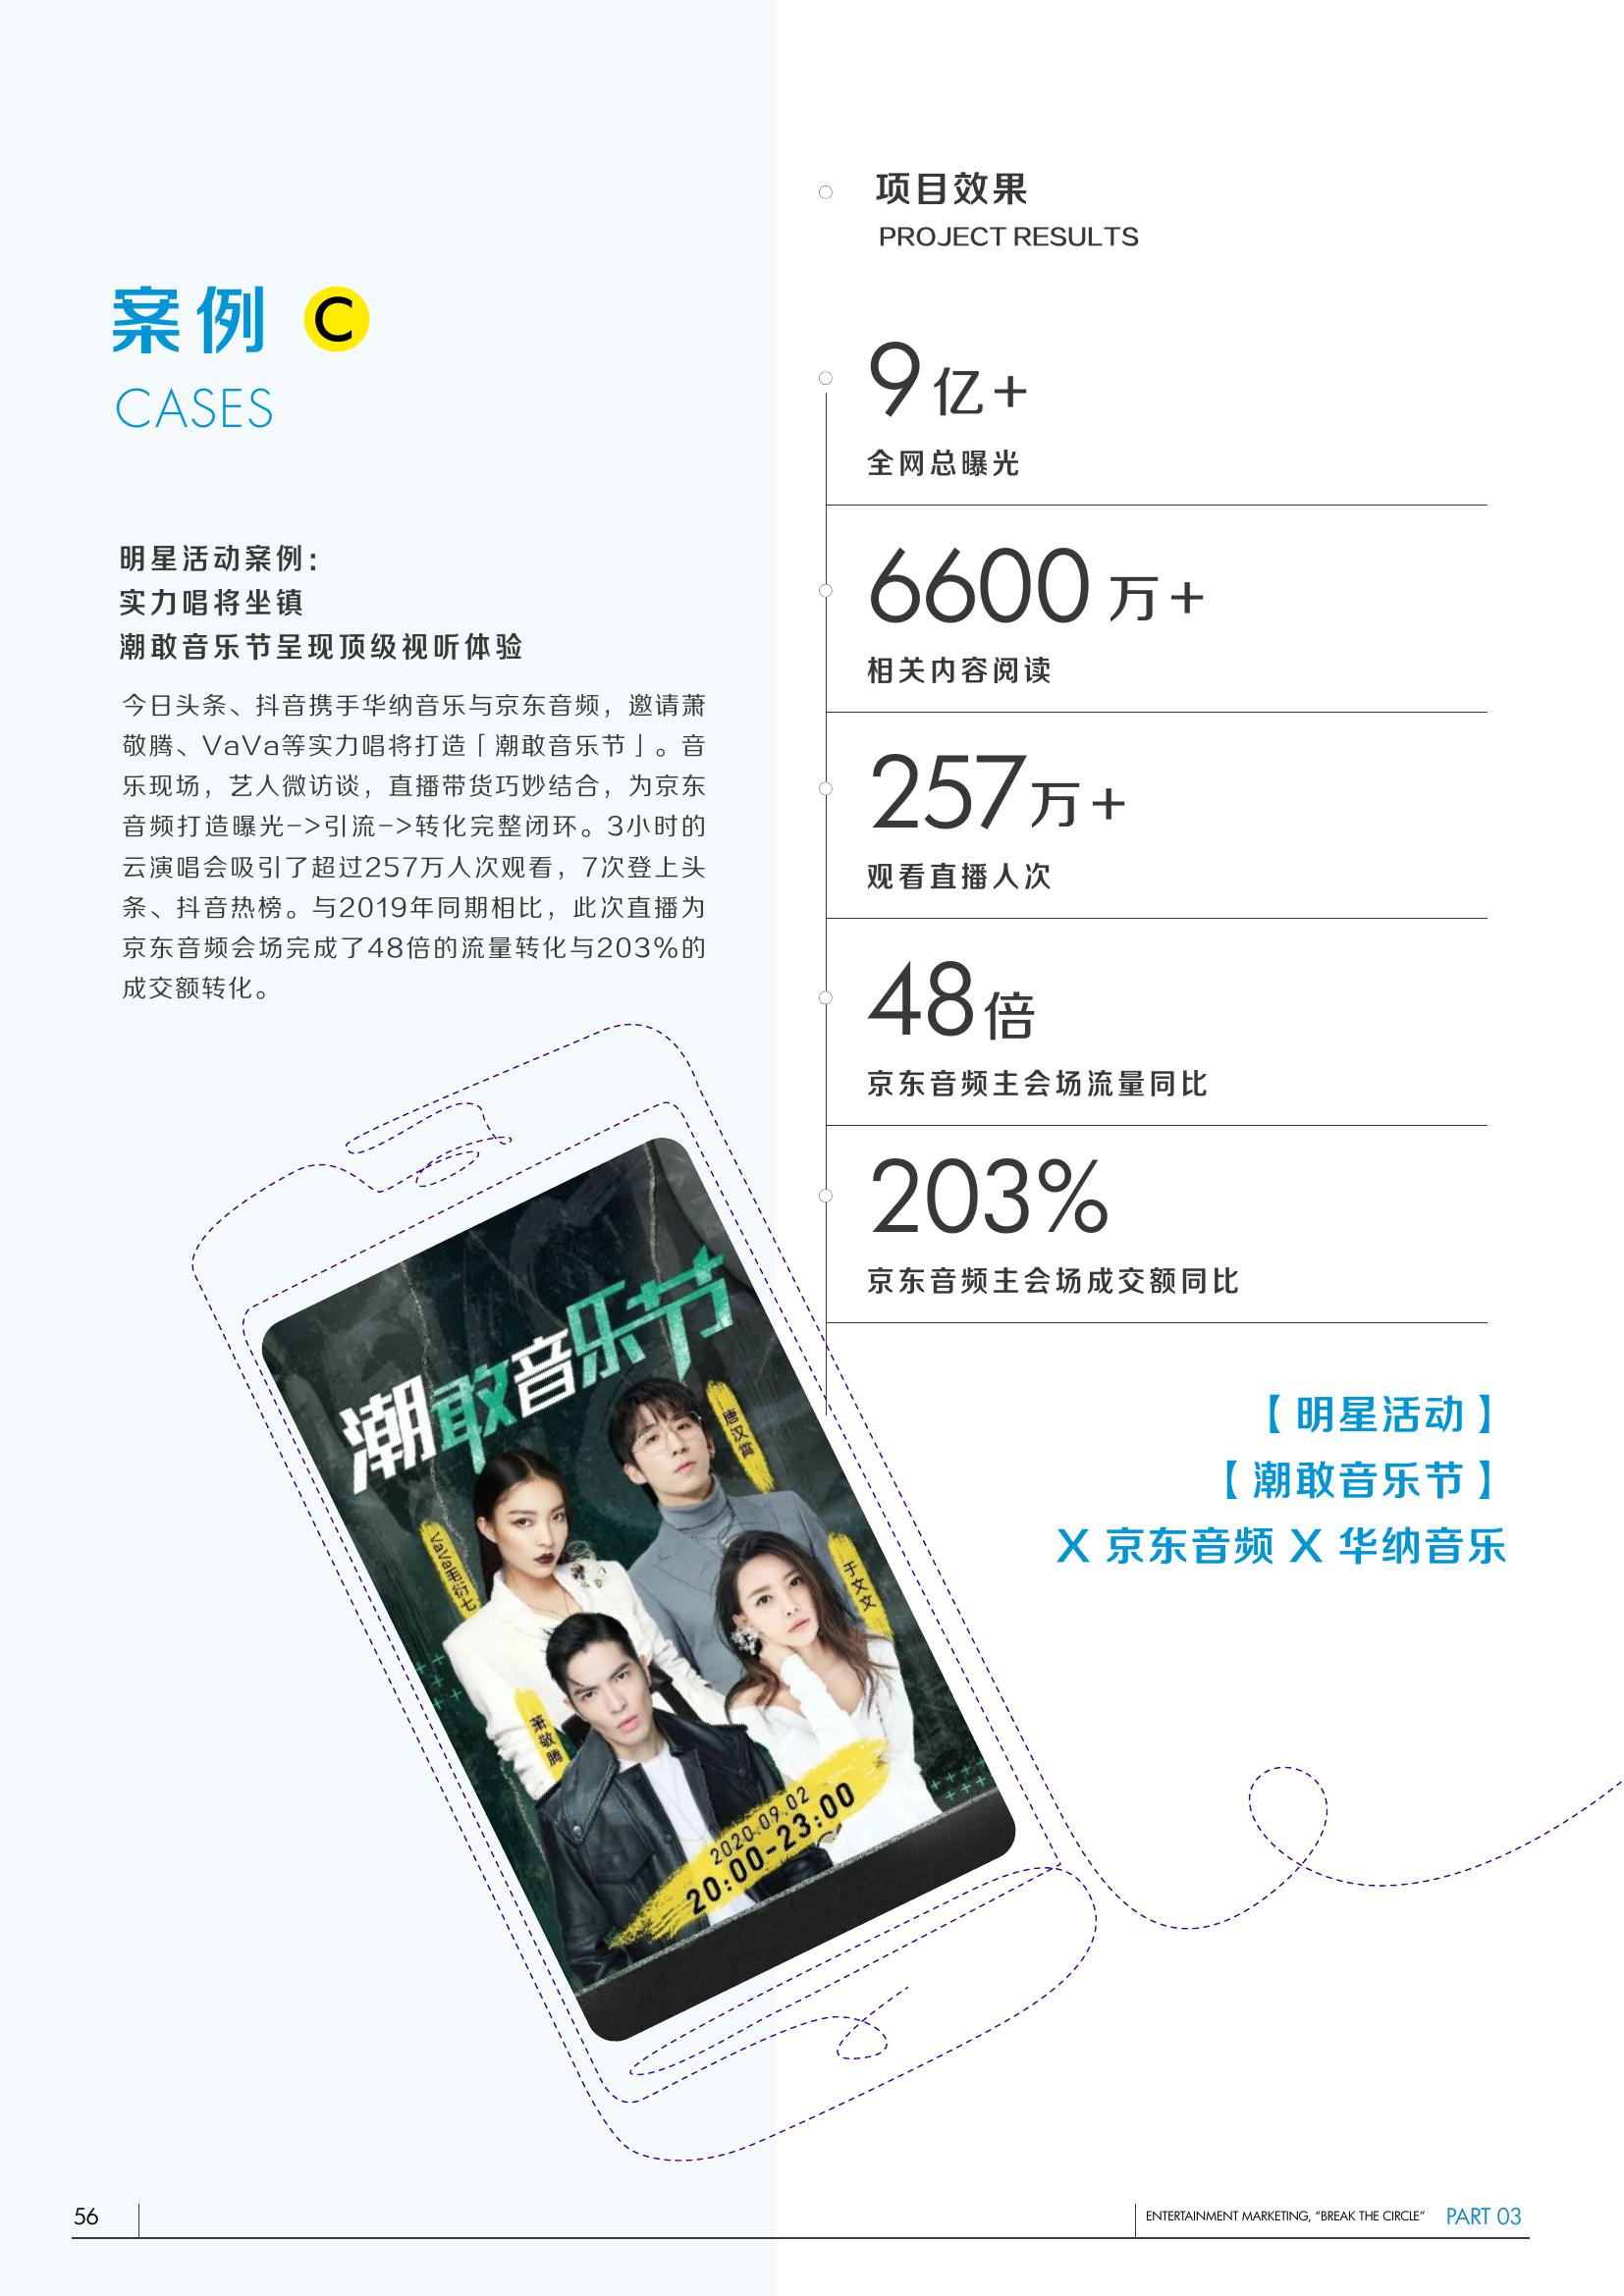 案例 C
CASES
明星活动案例：
实力唱将坐镇
潮敢音乐节呈现顶级视听体验
今日头条、抖音携手华纳音乐与京东音频，邀请萧
敬腾、VaVa等实力唱将打造「潮敢音乐节」。音
乐现场，艺人微访谈，直播带货巧妙结合，为京东
音频打造曝光->引流->转化完整闭环。3小时的
云演唱会吸引了超过257万人次观看，7次登上头
条、抖音热榜。与2019年同期相比，此次直播为
京东音频会场完成了48倍的流量转化与203%的
成交额转化。
潮敢音乐节
唐汉霄
VaVa毛衍七
于文文
萧敬腾
2020.09.02
20:00-23:00
项目效果
PROJECT RESULTS
9亿+
全网总曝光
6600万+
相关内容阅读
257万+
观看直播人次
48倍
京东音频主会场流量同比
203%
京东音频主会场成交额同比
【明星活动】
【潮敢音乐节】
X 京东音频 X 华纳音乐
56
ENTERTAINMENT MARKETING, "BREAK THE CIRCLE" PART 03